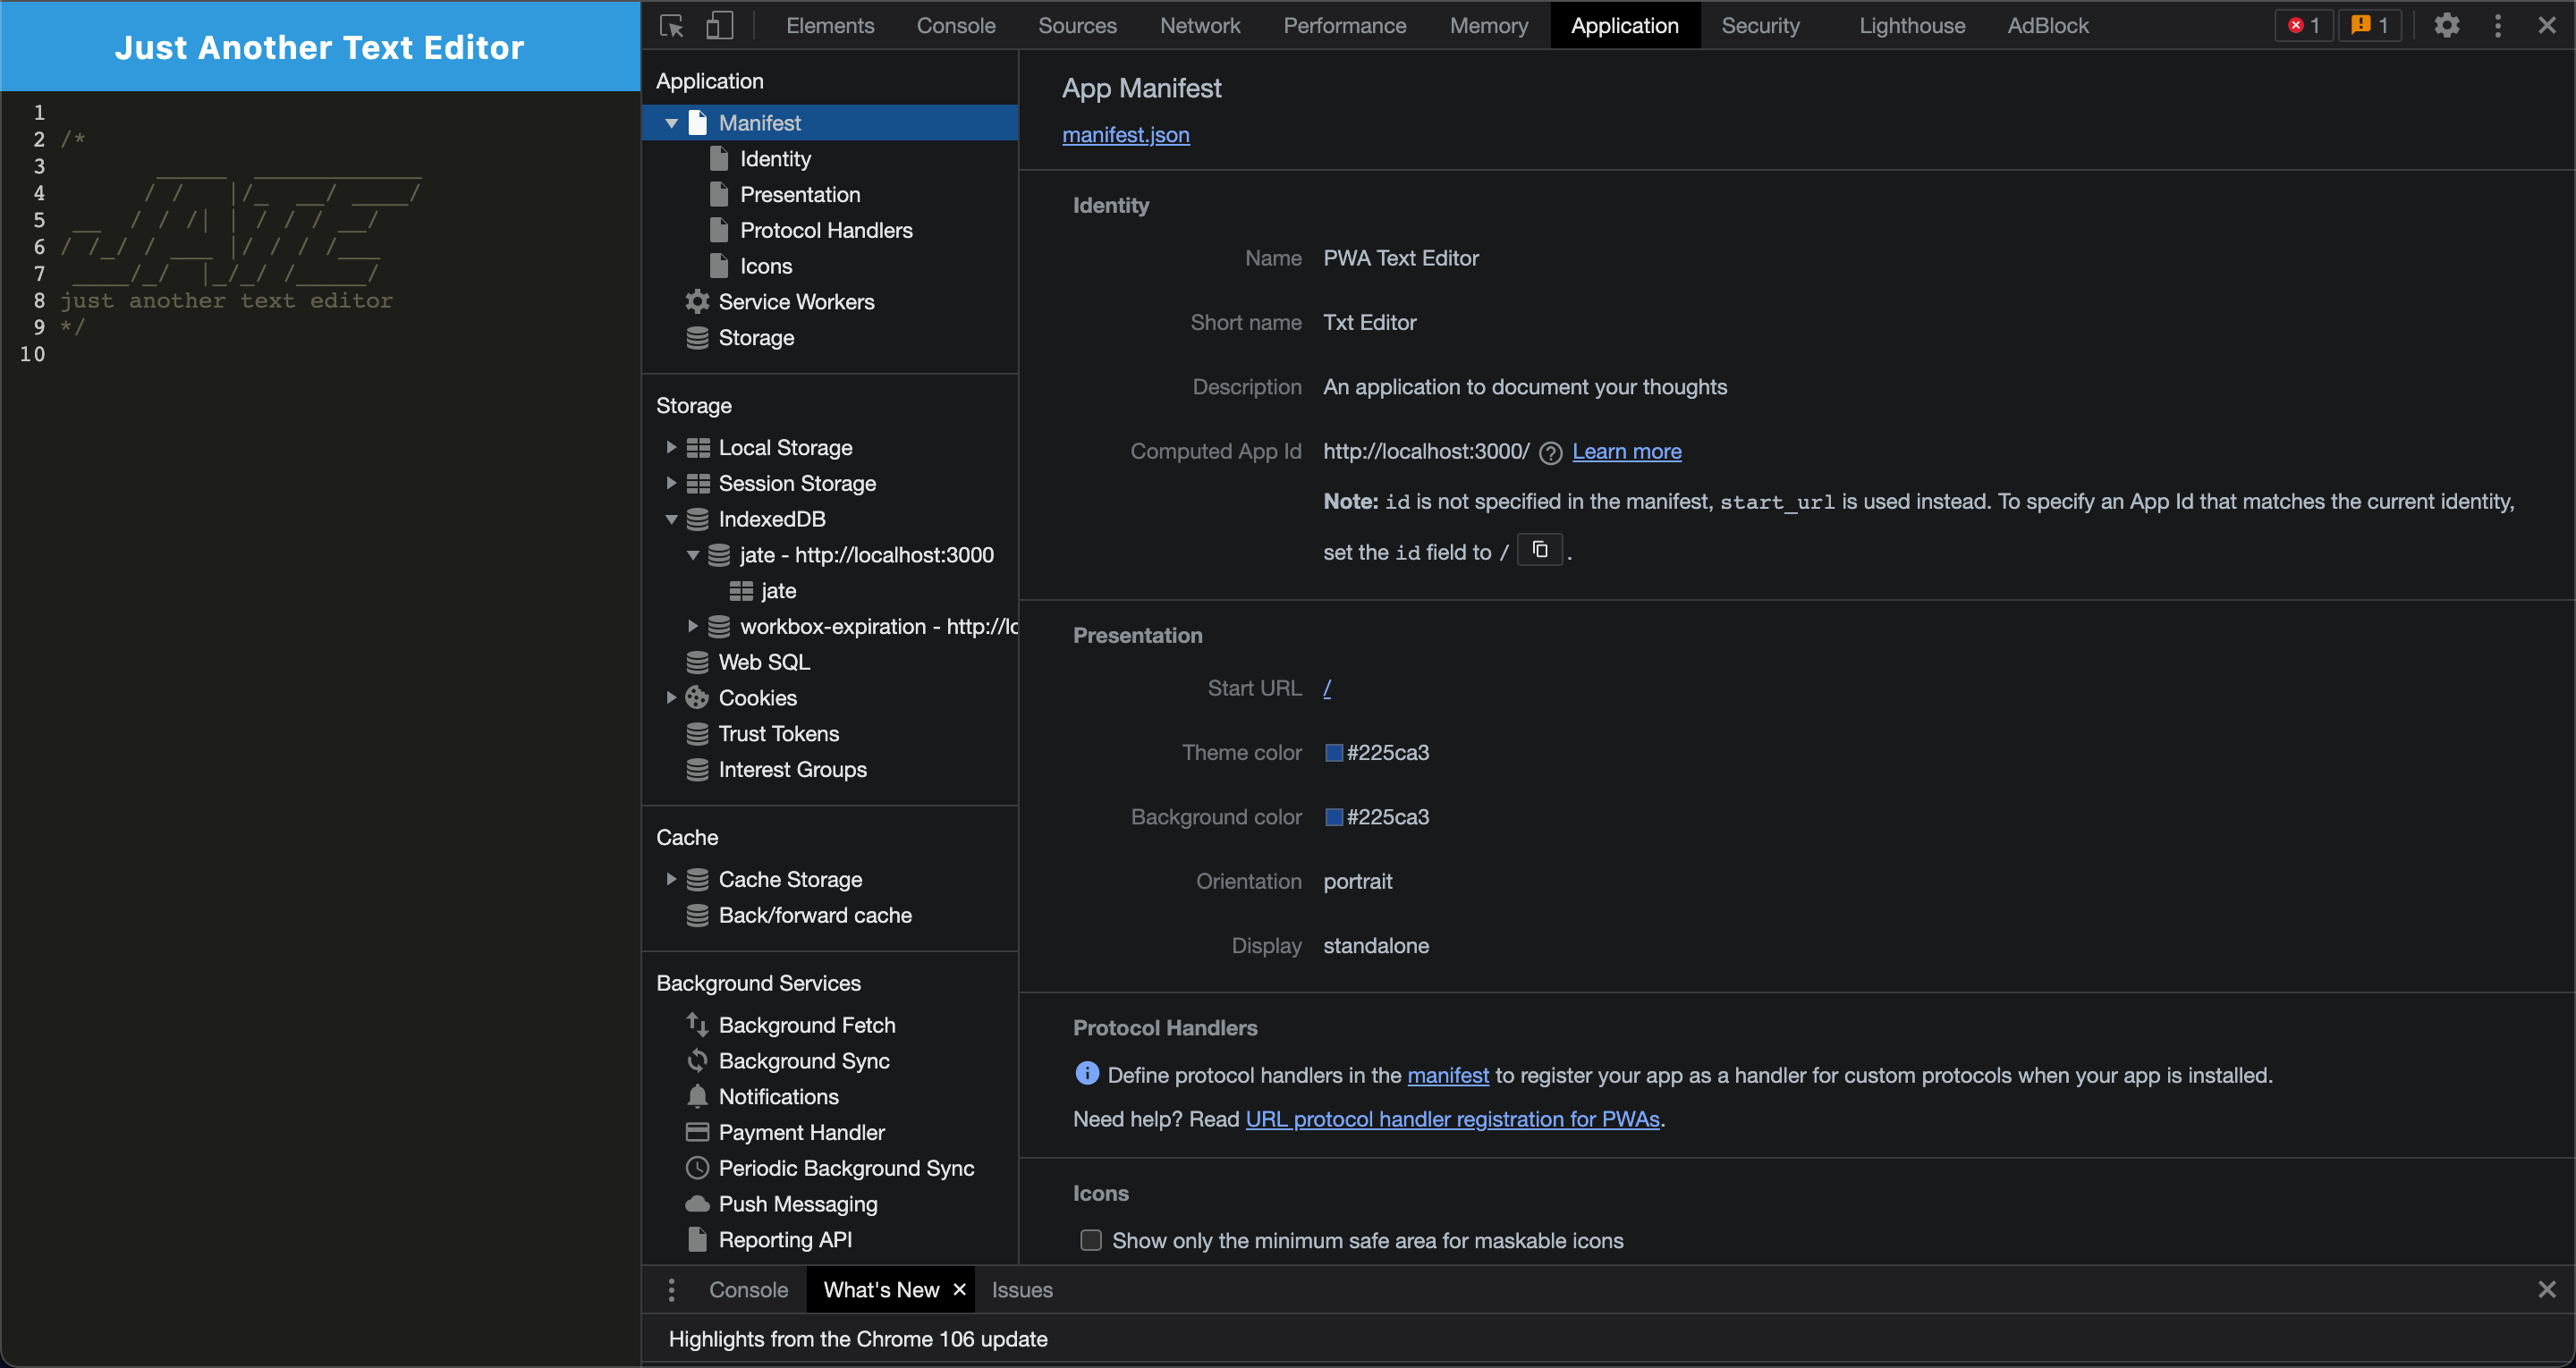 Just Another Text Editor
1
2 /*
3
4
5
6
7
8 just another text editor
9 */
10
Elements Console Sources Network Performance Memory Application Security Lighthouse AdBlock 1 1
Application
Manifest
Identity
Presentation
Protocol Handlers
Icons
Service Workers
Storage
Storage
Local Storage
Session Storage
IndexedDB
jate - http://localhost:3000
jate
workbox-expiration - http://lo
Web SQL
Cookies
Trust Tokens
Interest Groups
Cache
Cache Storage
Back/forward cache
Background Services
Background Fetch
Background Sync
Notifications
Payment Handler
Periodic Background Sync
Push Messaging
Reporting API
App Manifest
manifest.json
Identity
Name PWA Text Editor
Short name Txt Editor
Description An application to document your thoughts
Computed App Id http://localhost:3000/ ? Learn more
Note: id is not specified in the manifest, start_url is used instead. To specify an App Id that matches the current identity,
set the id field to / .
Presentation
Start URL /
Theme color #225ca3
Background color #225ca3
Orientation portrait
Display standalone
Protocol Handlers
Define protocol handlers in the manifest to register your app as a handler for custom protocols when your app is installed.
Need help? Read URL protocol handler registration for PWAs.
Icons
Show only the minimum safe area for maskable icons
Console What's New × Issues
Highlights from the Chrome 106 update